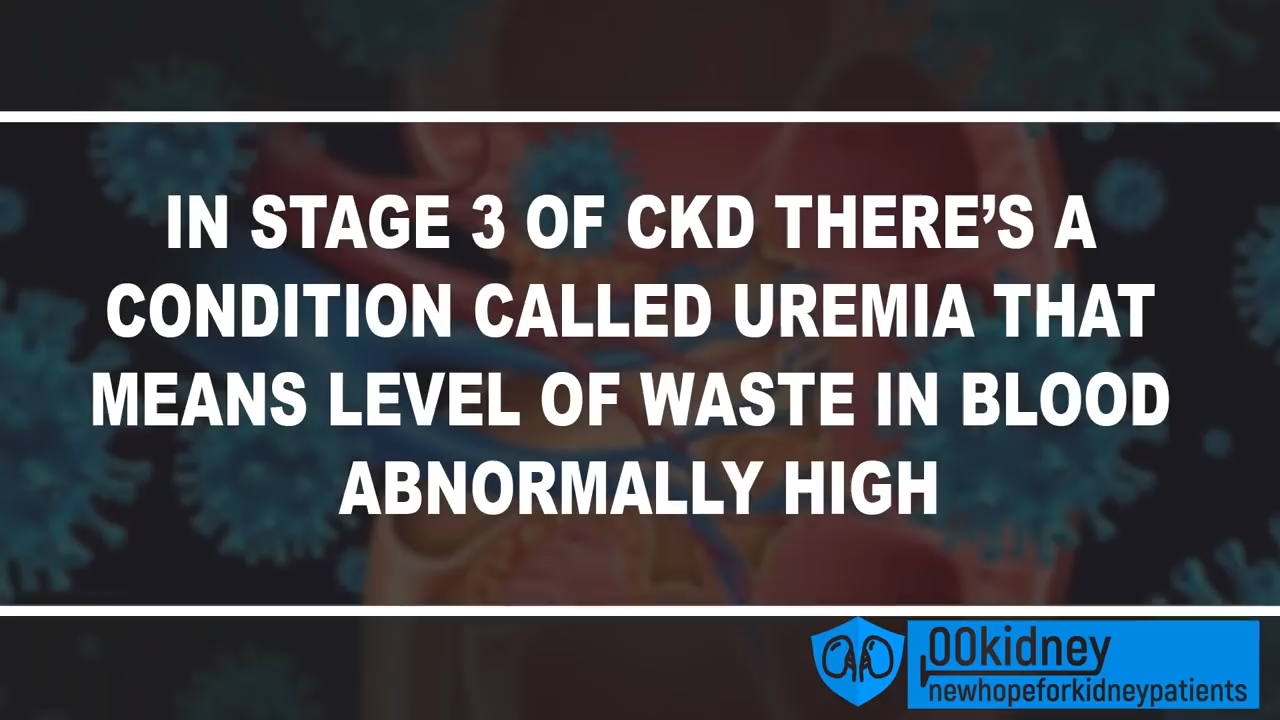 IN STAGE 3 OF CKD THERE’S A
CONDITION CALLED UREMIA THAT
MEANS LEVEL OF WASTE IN BLOOD
ABNORMALLY HIGH
00kidney
newhopeforkidneypatients